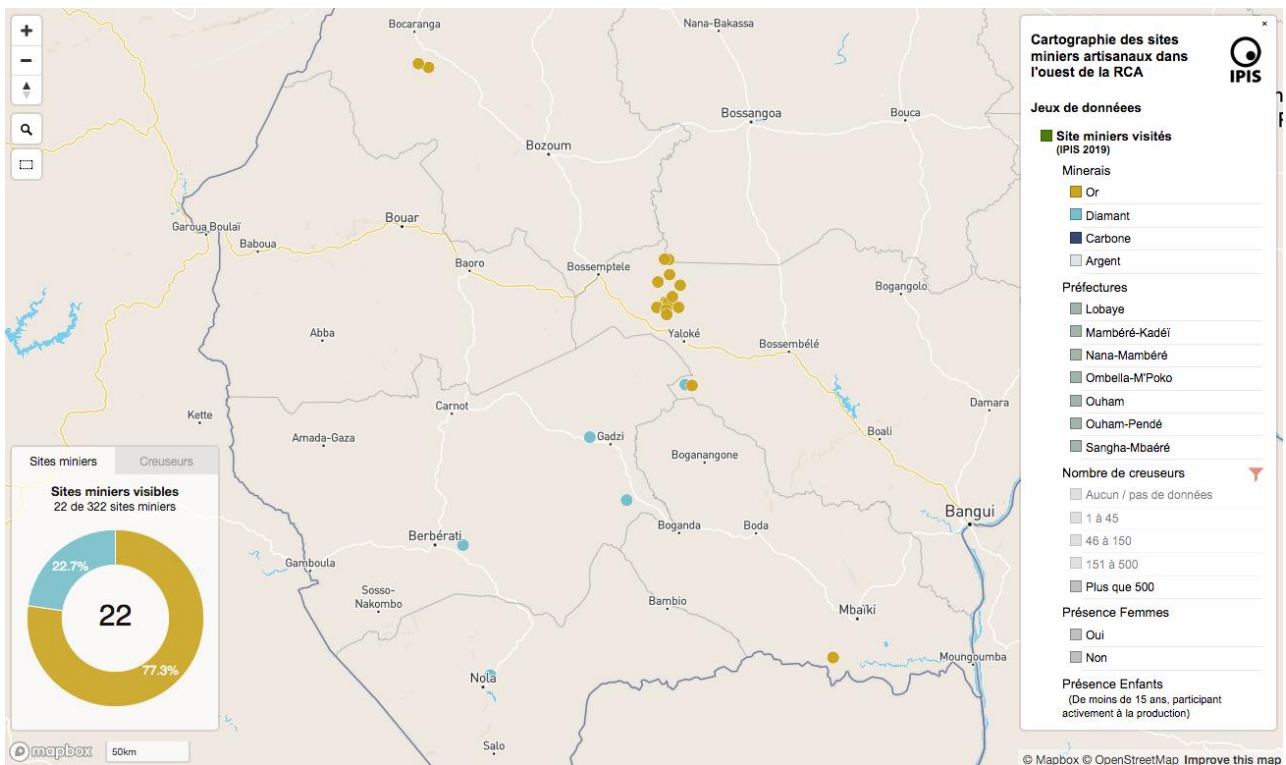 Bocaranga
Nana-Bakassa
Bossangoa
Bouca
Bozoum
Garoua Boulaï
Bouar
Baboua
Baoro
Bossemptele
Bogangolo
Abba
Yaloké
Bossembélé
Kette
Carnot
Damara
Amada-Gaza
Gadzi
Boali
Boganangone
Bangui
Berbérati
Boganda
Boda
Gamboula
Sosso-
Nakombo
Bambio
Mbaïki
Moungoumba
Nola
Salo
Sites miniers
Creuseurs
Sites miniers visibles
22 de 322 sites miniers
22.7%
22
77.3%
mapbox
50km
×
Cartographie des sites
miniers artisanaux dans
l'ouest de la RCA
IPIS
Jeux de donnéees
Site miniers visités
(IPIS 2019)
Minerais
Or
Diamant
Carbone
Argent
Préfectures
Lobaye
Mambéré-Kadéï
Nana-Mambéré
Ombella-M'Poko
Ouham
Ouham-Pendé
Sangha-Mbaéré
Nombre de creuseurs
Aucun / pas de données
1 à 45
46 à 150
151 à 500
Plus que 500
Présence Femmes
Oui
Non
Présence Enfants
(De moins de 15 ans, participant
activement à la production)
© Mapbox © OpenStreetMap Improve this map